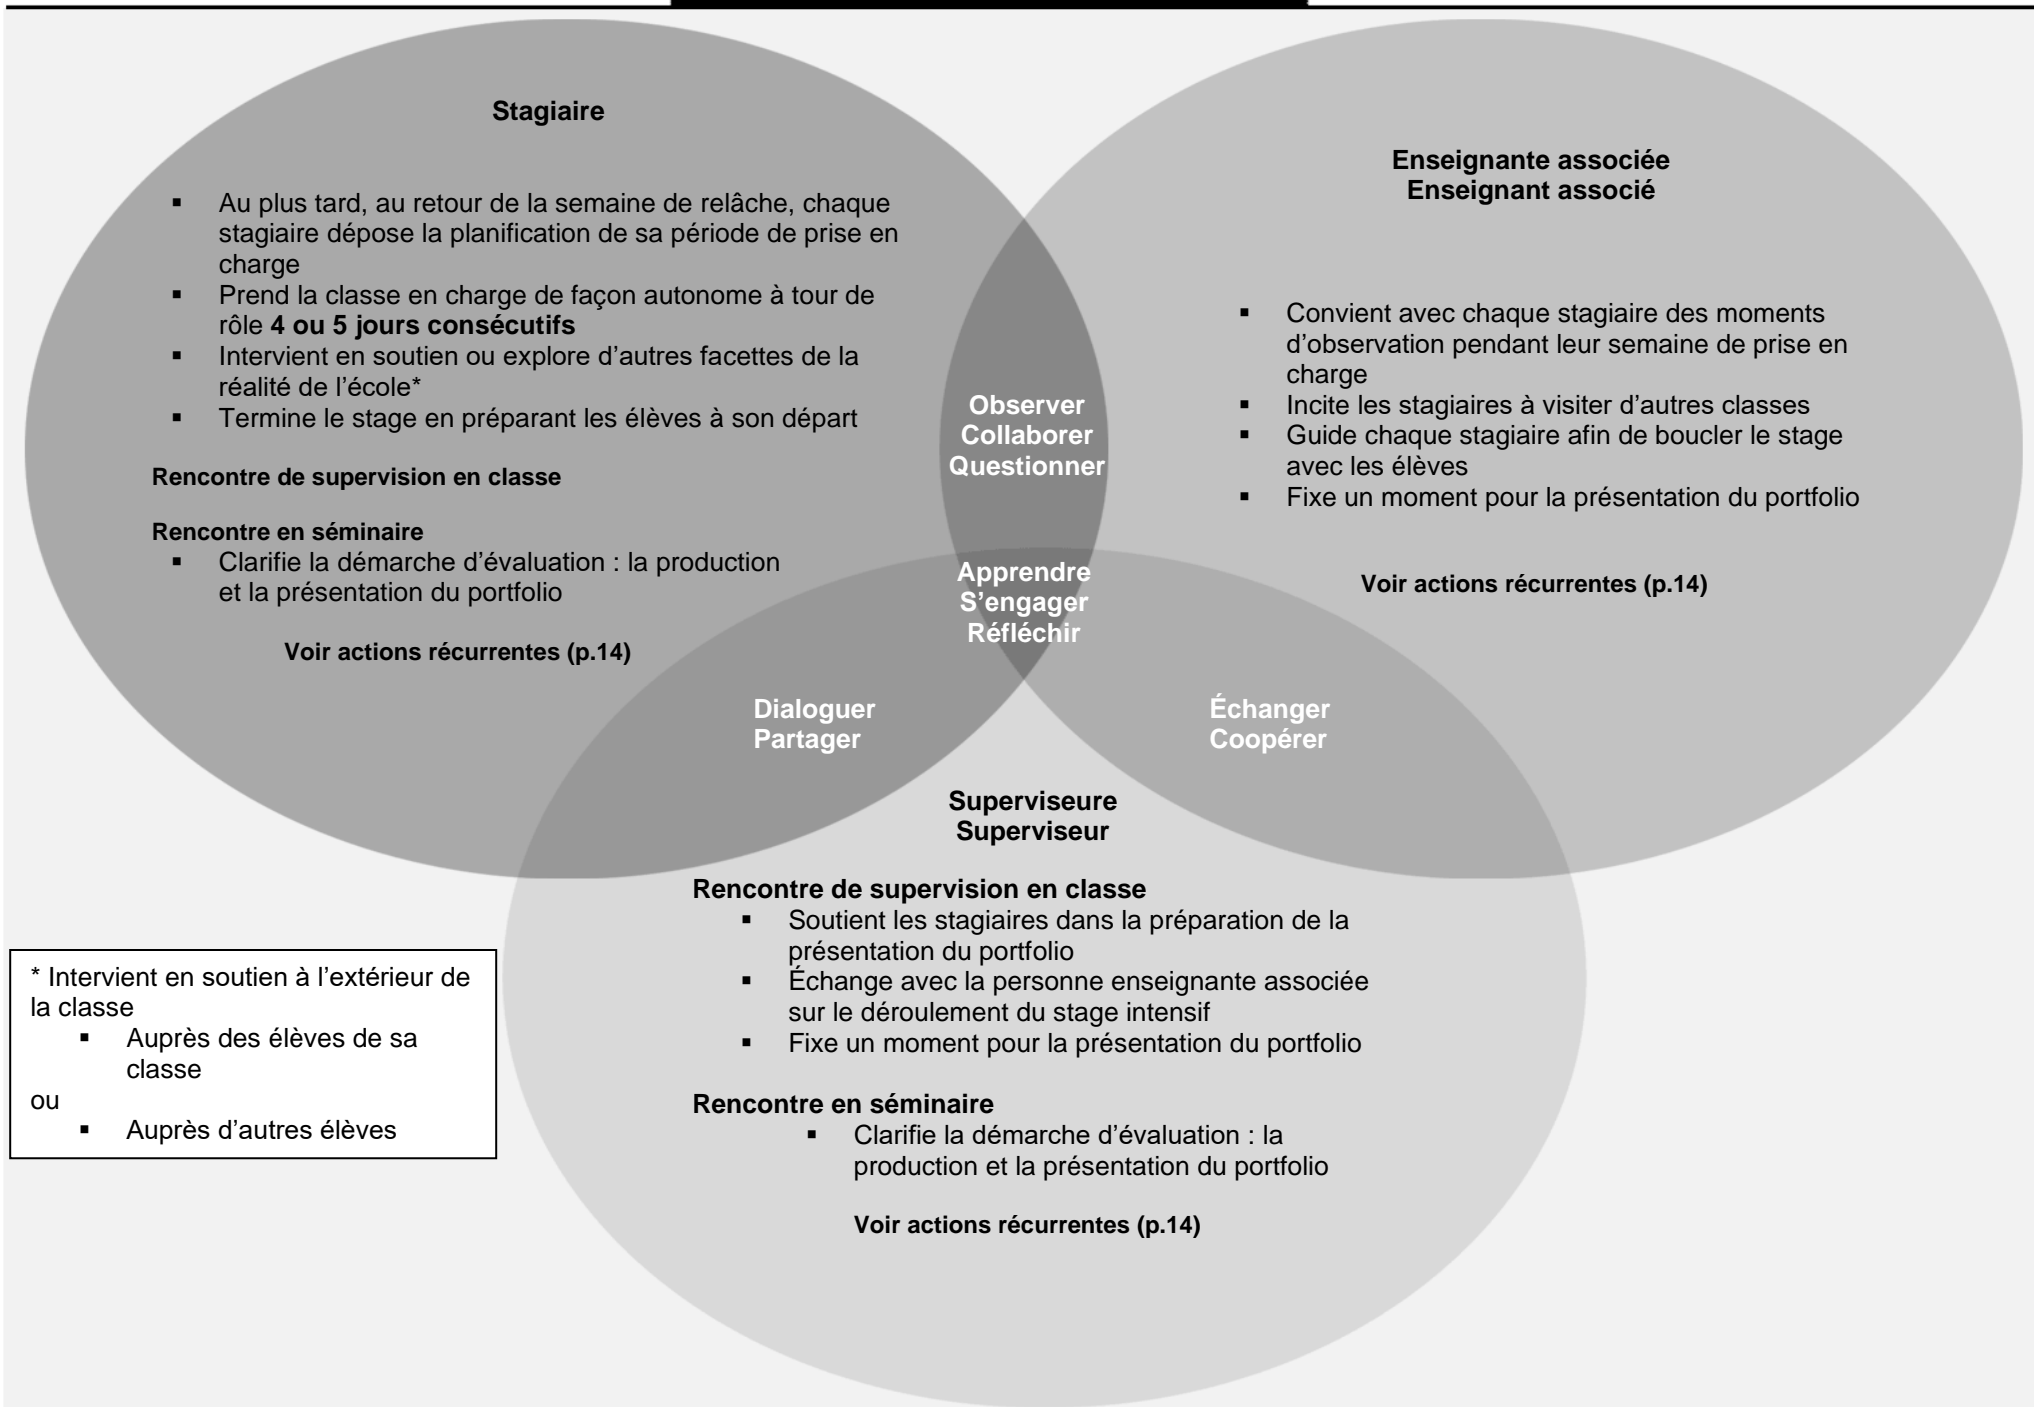 Stagiaire
▪ Au plus tard, au retour de la semaine de relâche, chaque
stagiaire dépose la planification de sa période de prise en
charge
▪ Prend la classe en charge de façon autonome à tour de
rôle 4 ou 5 jours consécutifs
▪ Intervient en soutien ou explore d’autres facettes de la
réalité de l’école*
▪ Termine le stage en préparant les élèves à son départ
Rencontre de supervision en classe
Rencontre en séminaire
▪ Clarifie la démarche d’évaluation : la production
et la présentation du portfolio
Voir actions récurrentes (p.14)
Enseignante associée
Enseignant associé
▪ Convient avec chaque stagiaire des moments
d’observation pendant leur semaine de prise en
charge
▪ Incite les stagiaires à visiter d’autres classes
▪ Guide chaque stagiaire afin de boucler le stage
avec les élèves
▪ Fixe un moment pour la présentation du portfolio
Voir actions récurrentes (p.14)
Observer
Collaborer
Questionner
Apprendre
S’engager
Réfléchir
Dialoguer
Partager
Échanger
Coopérer
Superviseure
Superviseur
Rencontre de supervision en classe
▪ Soutient les stagiaires dans la préparation de la
présentation du portfolio
▪ Échange avec la personne enseignante associée
sur le déroulement du stage intensif
▪ Fixe un moment pour la présentation du portfolio
Rencontre en séminaire
▪ Clarifie la démarche d’évaluation : la
production et la présentation du portfolio
Voir actions récurrentes (p.14)
* Intervient en soutien à l’extérieur de
la classe
▪ Auprès des élèves de sa
classe
ou
▪ Auprès d’autres élèves